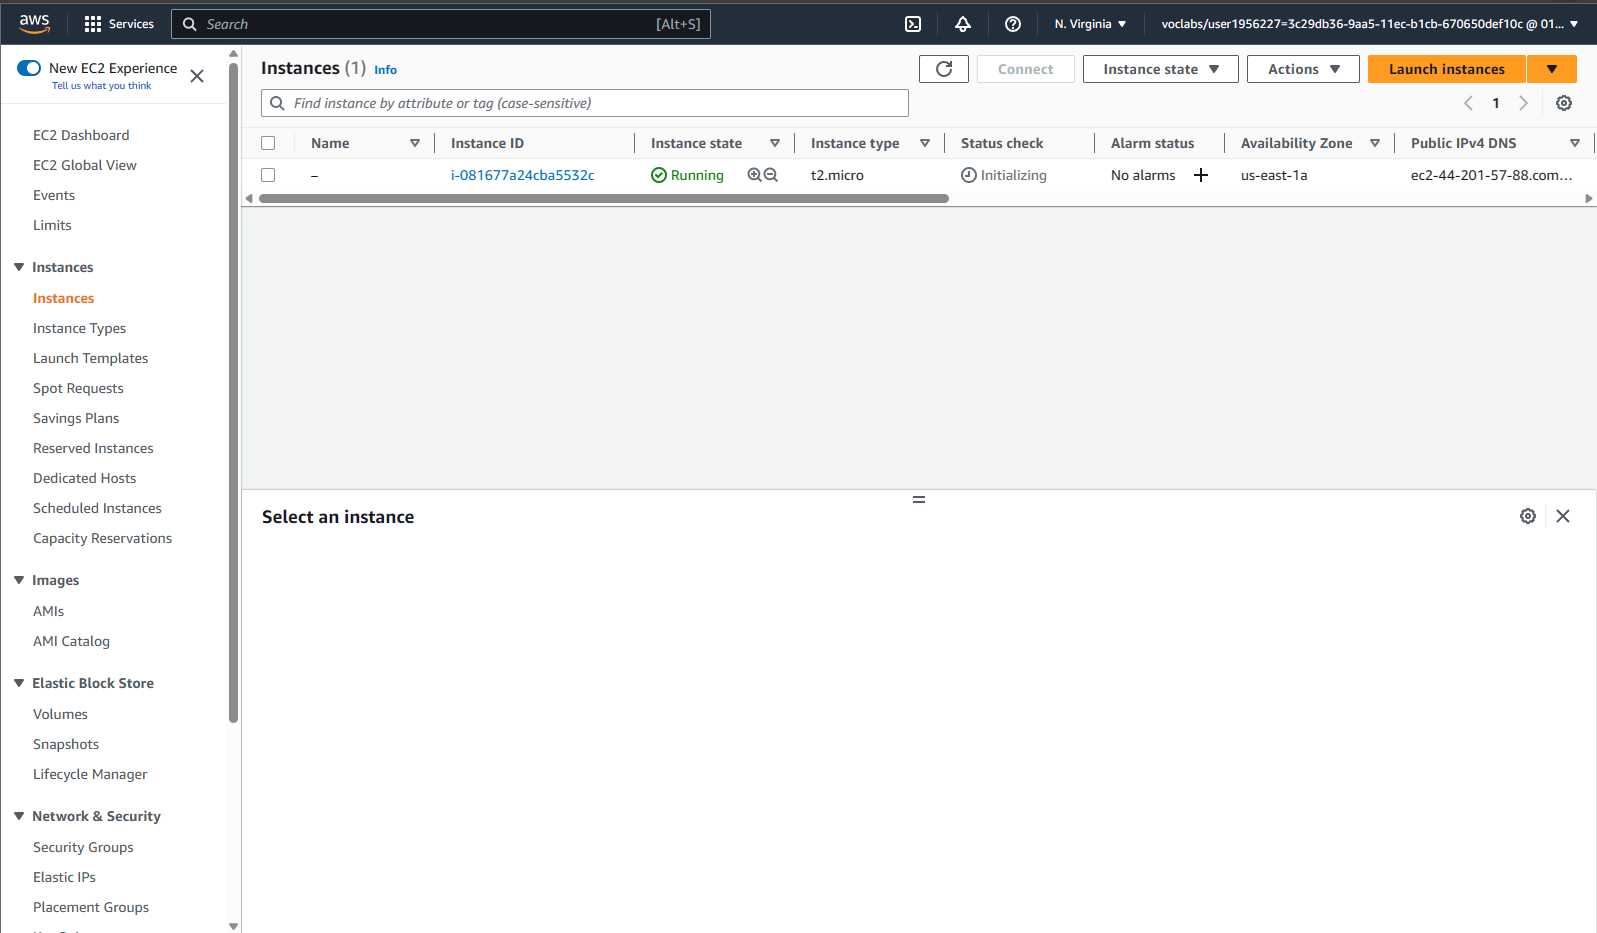 aws
Services
Search [Alt+S]
N. Virginia
voclabs/user1956227=3c29db36-9aa5-11ec-b1cb-670650def10c @ 01...
New EC2 Experience
Tell us what you think
EC2 Dashboard
EC2 Global View
Events
Limits
Instances
Instances
Instance Types
Launch Templates
Spot Requests
Savings Plans
Reserved Instances
Dedicated Hosts
Scheduled Instances
Capacity Reservations
Images
AMIs
AMI Catalog
Elastic Block Store
Volumes
Snapshots
Lifecycle Manager
Network & Security
Security Groups
Elastic IPs
Placement Groups
Instances (1) Info
Connect
Instance state
Actions
Launch instances
Find instance by attribute or tag (case-sensitive)
1
Name Instance ID Instance state Instance type Status check Alarm status Availability Zone Public IPv4 DNS
– i-081677a24cba5532c Running t2.micro Initializing No alarms + us-east-1a ec2-44-201-57-88.com...
Select an instance